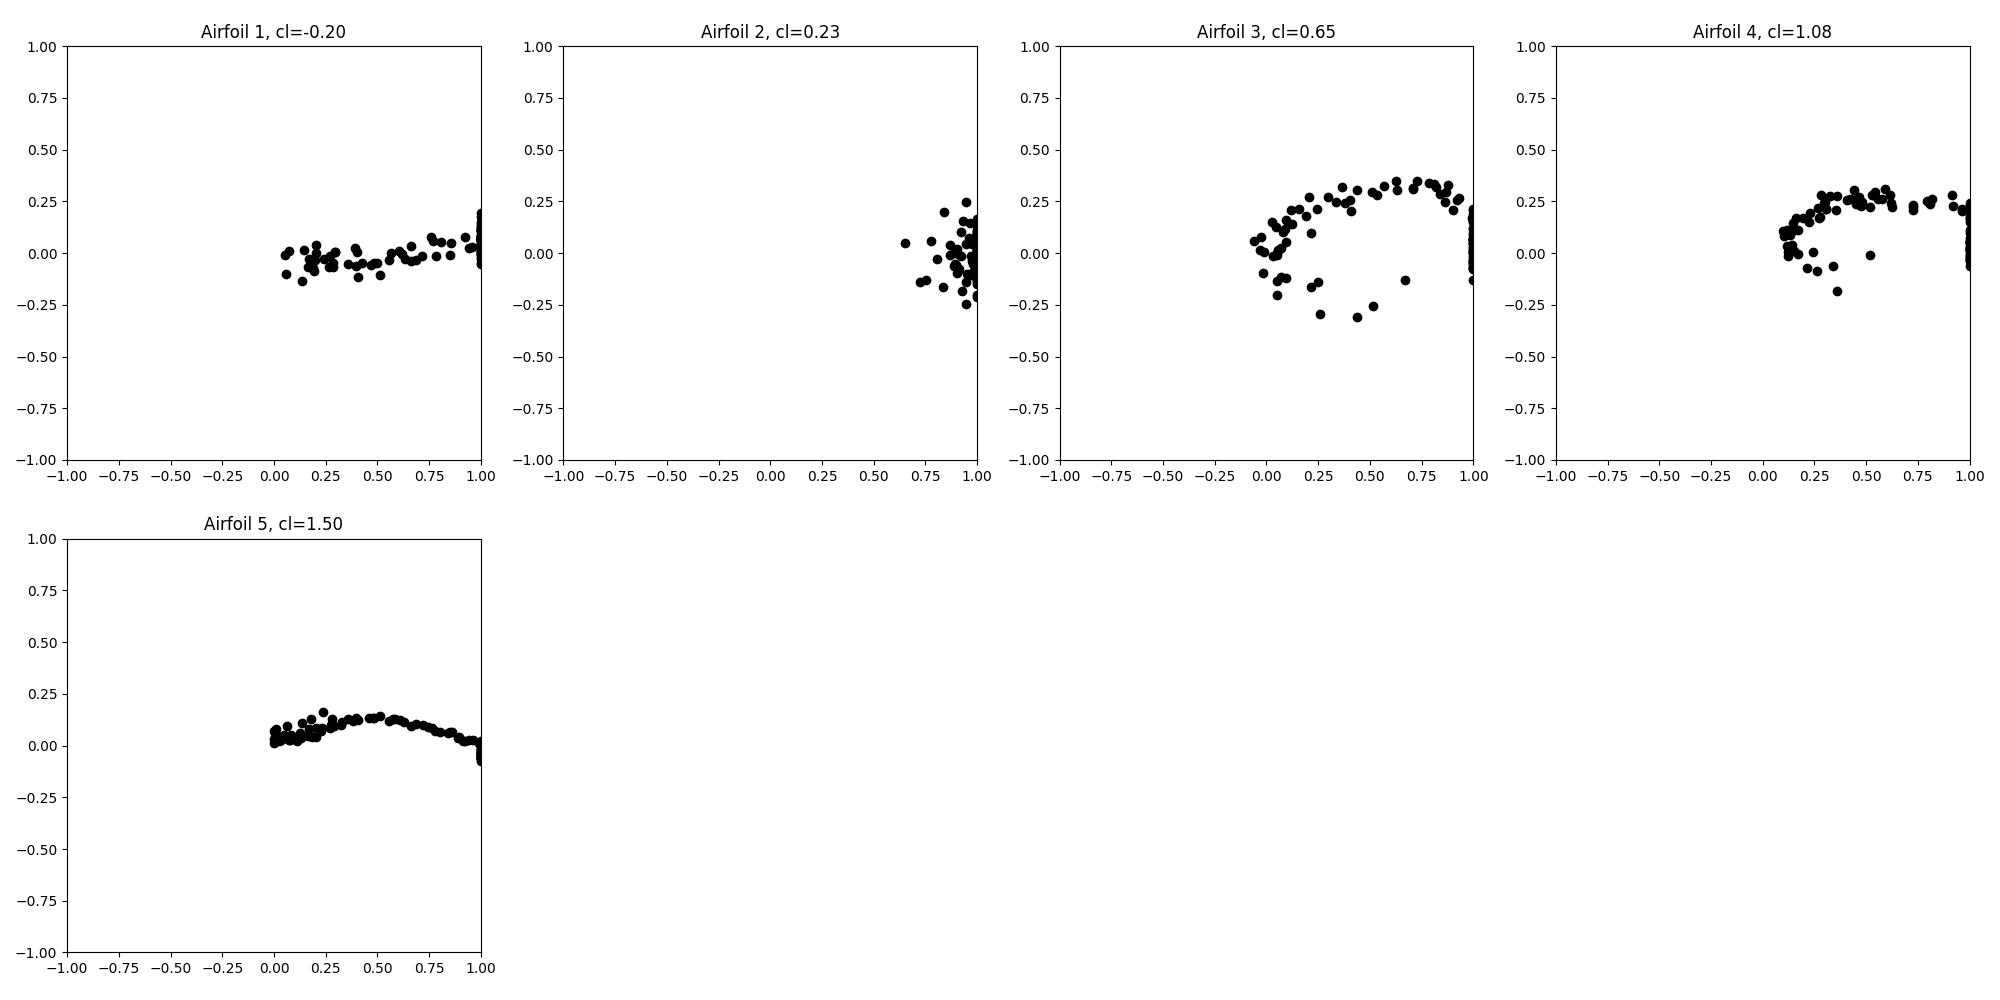 Airfoil 1, cl=-0.20
Airfoil 2, cl=0.23
Airfoil 3, cl=0.65
Airfoil 4, cl=1.08
1.00 1.00 1.00 1.00
0.75 0.75 0.75 0.75
0.50 0.50 0.50 0.50
0.25 0.25 0.25 0.25
0.00 0.00 0.00 0.00
−0.25 −0.25 −0.25 −0.25
−0.50 −0.50 −0.50 −0.50
−0.75 −0.75 −0.75 −0.75
−1.00 −1.00 −1.00 −1.00
−1.00 −0.75 −0.50 −0.25 0.00 0.25 0.50 0.75 1.00
−1.00 −0.75 −0.50 −0.25 0.00 0.25 0.50 0.75 1.00
−1.00 −0.75 −0.50 −0.25 0.00 0.25 0.50 0.75 1.00
−1.00 −0.75 −0.50 −0.25 0.00 0.25 0.50 0.75 1.00
Airfoil 5, cl=1.50
1.00
0.75
0.50
0.25
0.00
−0.25
−0.50
−0.75
−1.00
−1.00 −0.75 −0.50 −0.25 0.00 0.25 0.50 0.75 1.00